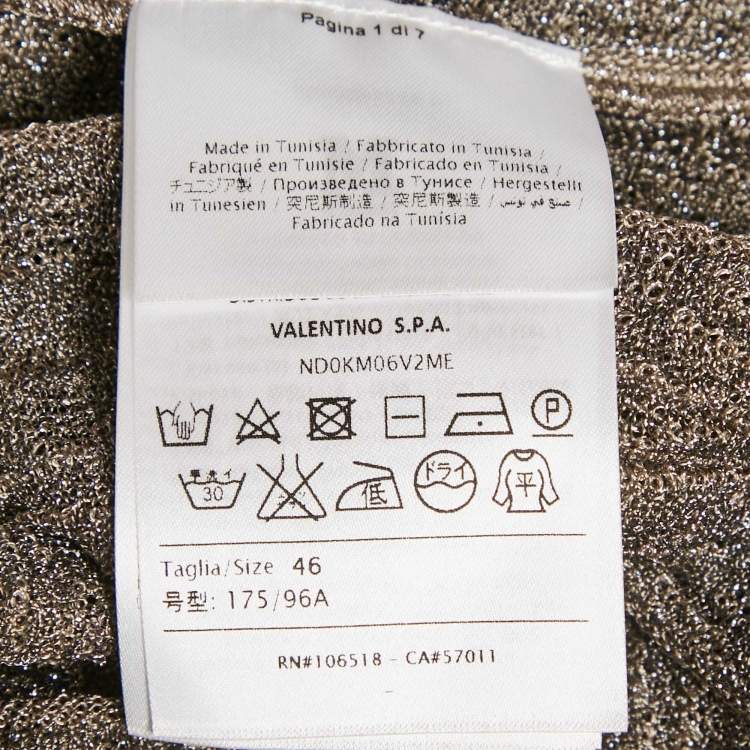 Pagina 1 di 7
Made in Tunisia / Fabbricato in Tunisia /
Fabriqué en Tunisie / Fabricado en Tunisia /
チュニジア製 / Произведено в Тунисе / Hergestellt
in Tunesien / 突尼斯制造 / 突尼斯製造 / صنع في تونس /
Fabricado na Tunísia
VALENTINO S.P.A.
ND0KM06V2ME
P
30
低
ドライ
平
Taglia/Size 46
号型: 175/96A
RN#106518 - CA#57011
-